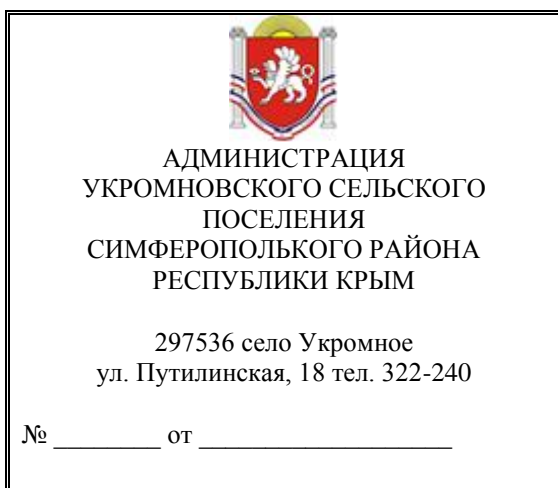 АДМИНИСТРАЦИЯ
УКРОМНОВСКОГО СЕЛЬСКОГО
ПОСЕЛЕНИЯ
СИМФЕРОПОЛЬКОГО РАЙОНА
РЕСПУБЛИКИ КРЫМ
297536 село Укромное
ул. Путилинская, 18 тел. 322-240
№ ________ от ___________________